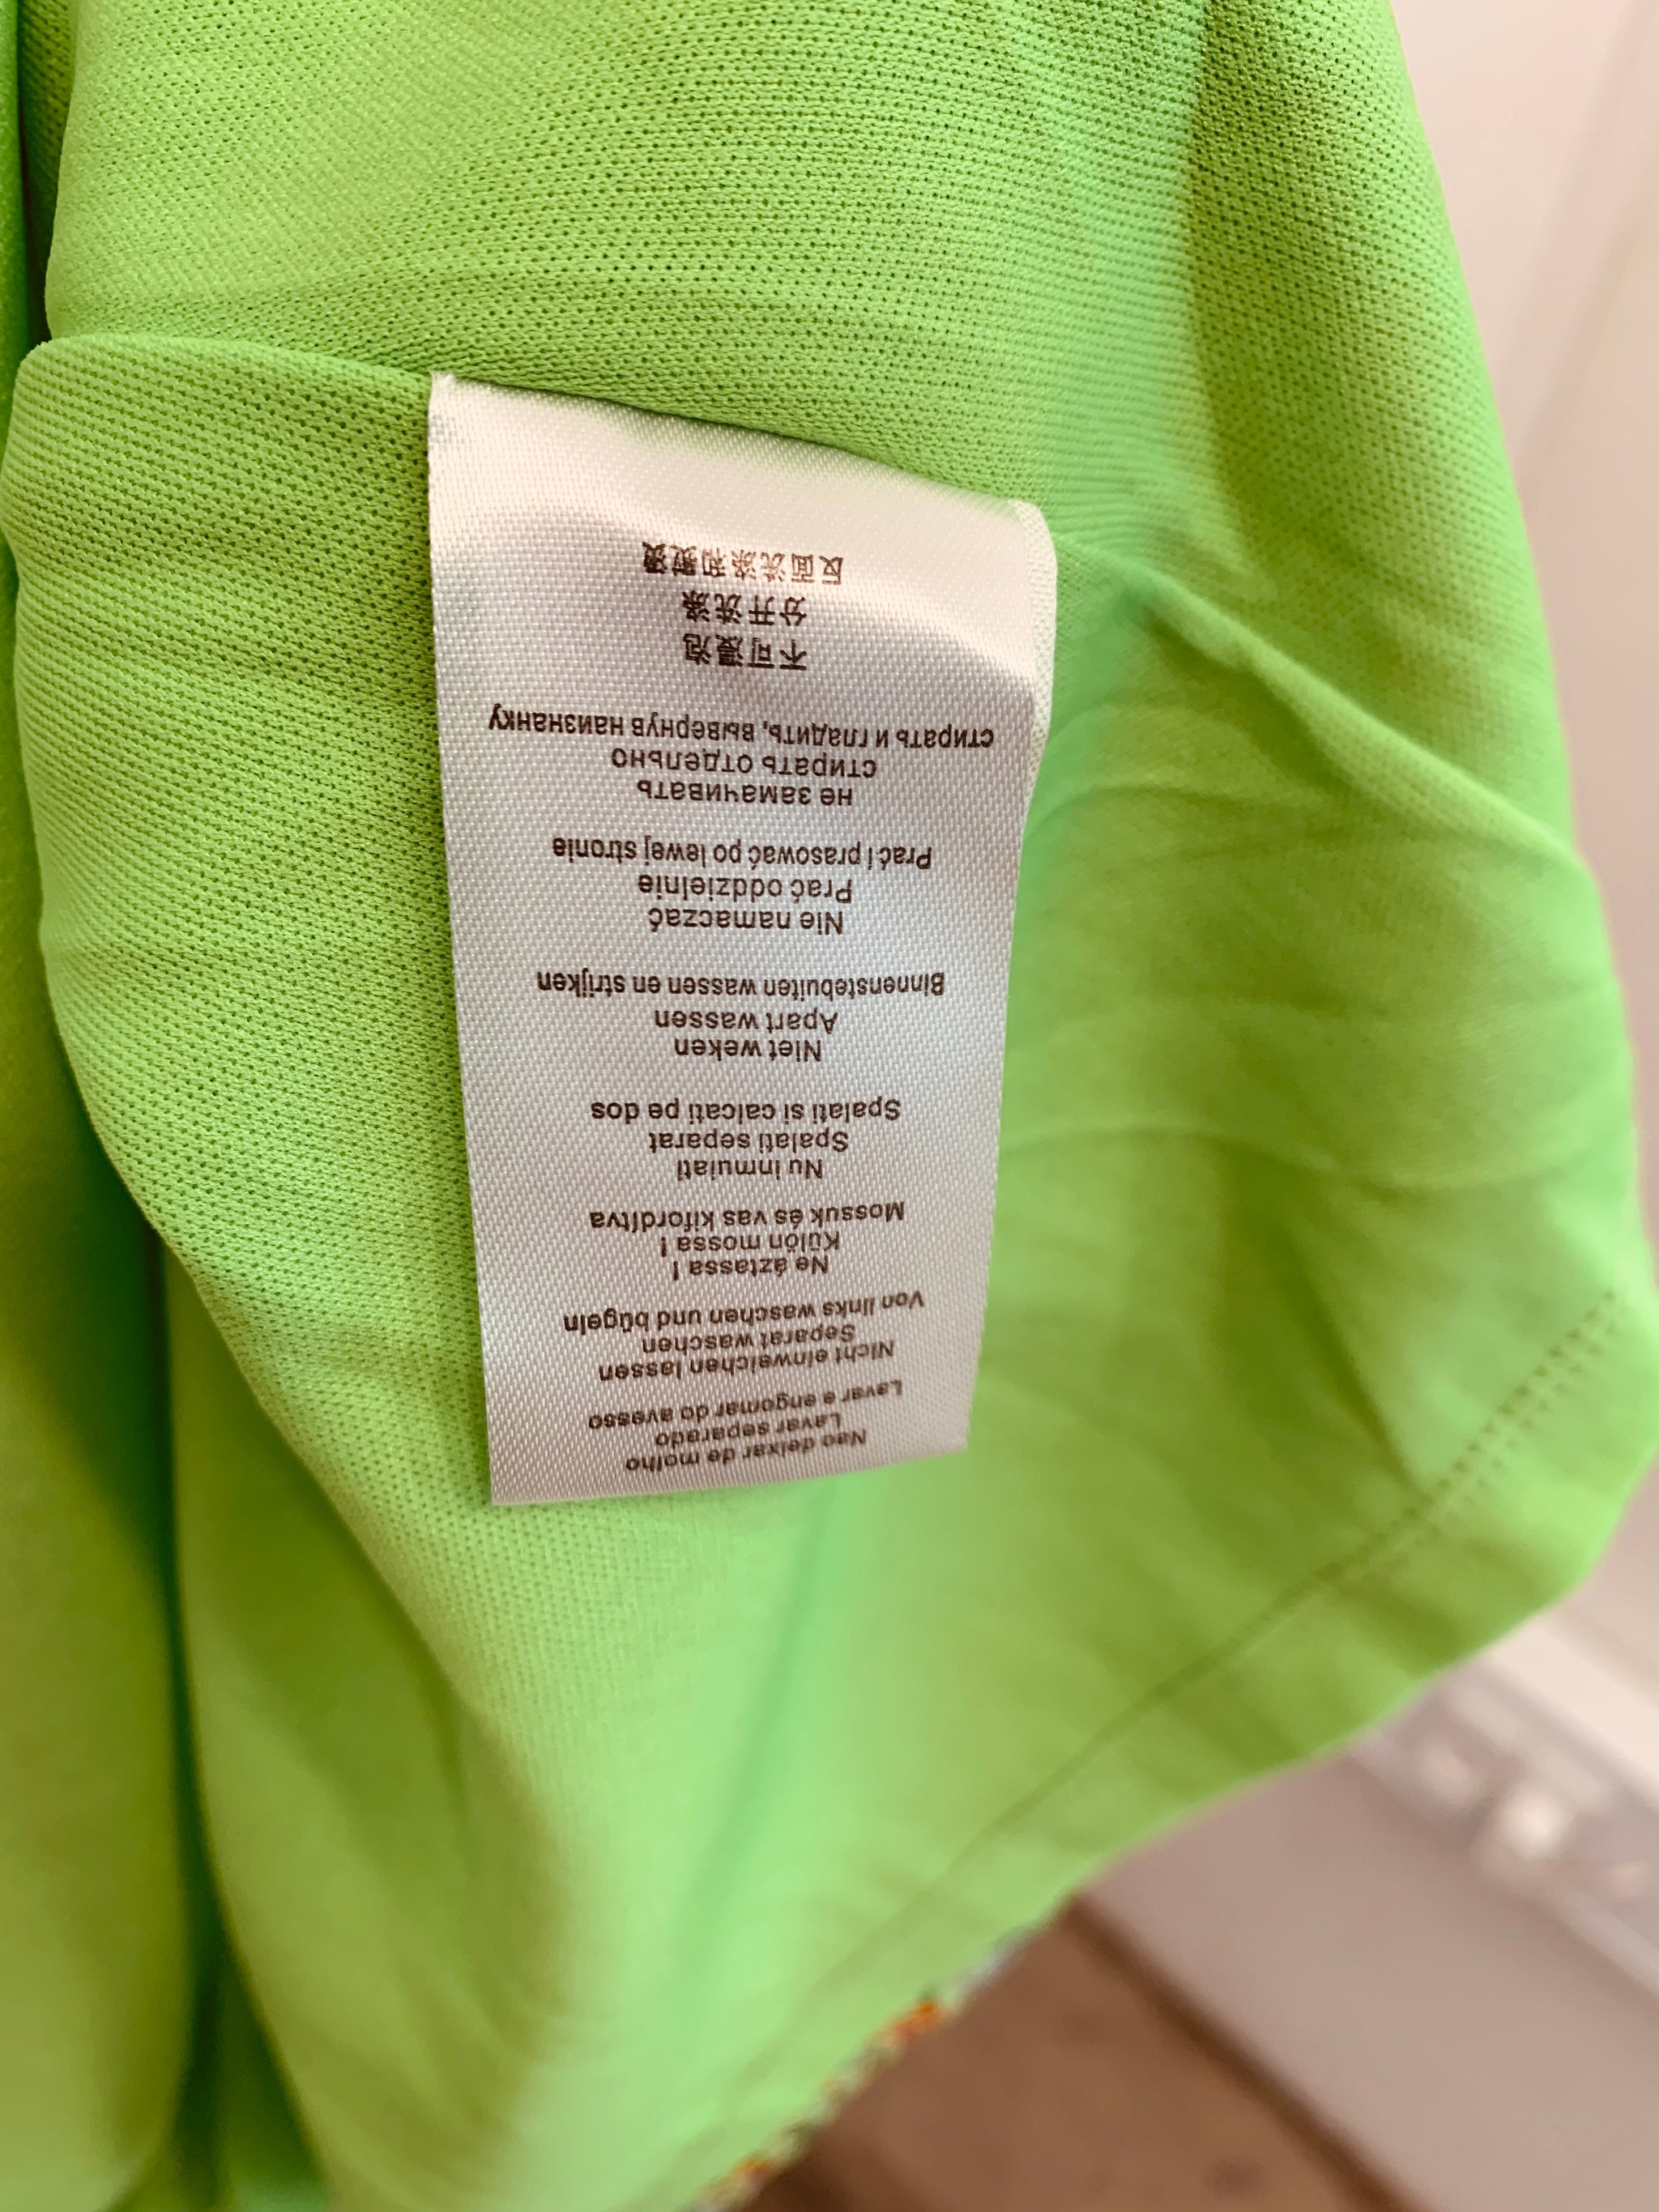 Nao deixar de molho
Lavar separado
Lavar e engomar do avesso
Nicht einweichen lassen
Separat waschen
Von links waschen und bügeln
Ne áztassa !
Külön mossa !
Mossuk és vas kifordítva
Nu inmuiati
Spalati separat
Spalati si calcati pe dos
Niet weken
Apart wassen
Binnenstebuiten wassen en strijken
Nie namaczać
Prać oddzielnie
Prać i prasować po lewej stronie
не замачивать
стирать отдельно
стирать и гладить, вывернув наизнанку
不可浸泡
分开洗涤
反面洗涤和熨烫